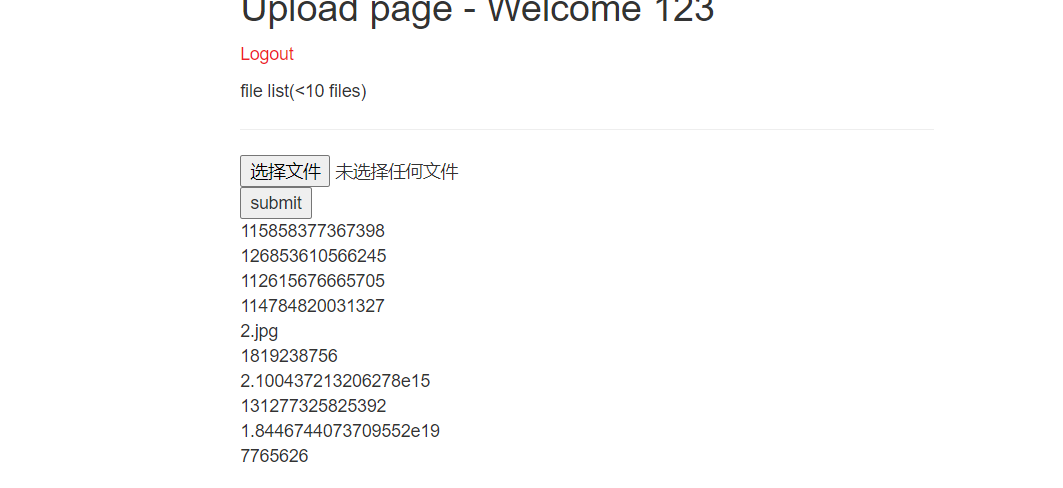 Upload page - Welcome 123
Logout
file list(<10 files)
选择文件 未选择任何文件
submit
115858377367398
126853610566245
112615676665705
114784820031327
2.jpg
1819238756
2.100437213206278e15
131277325825392
1.8446744073709552e19
7765626